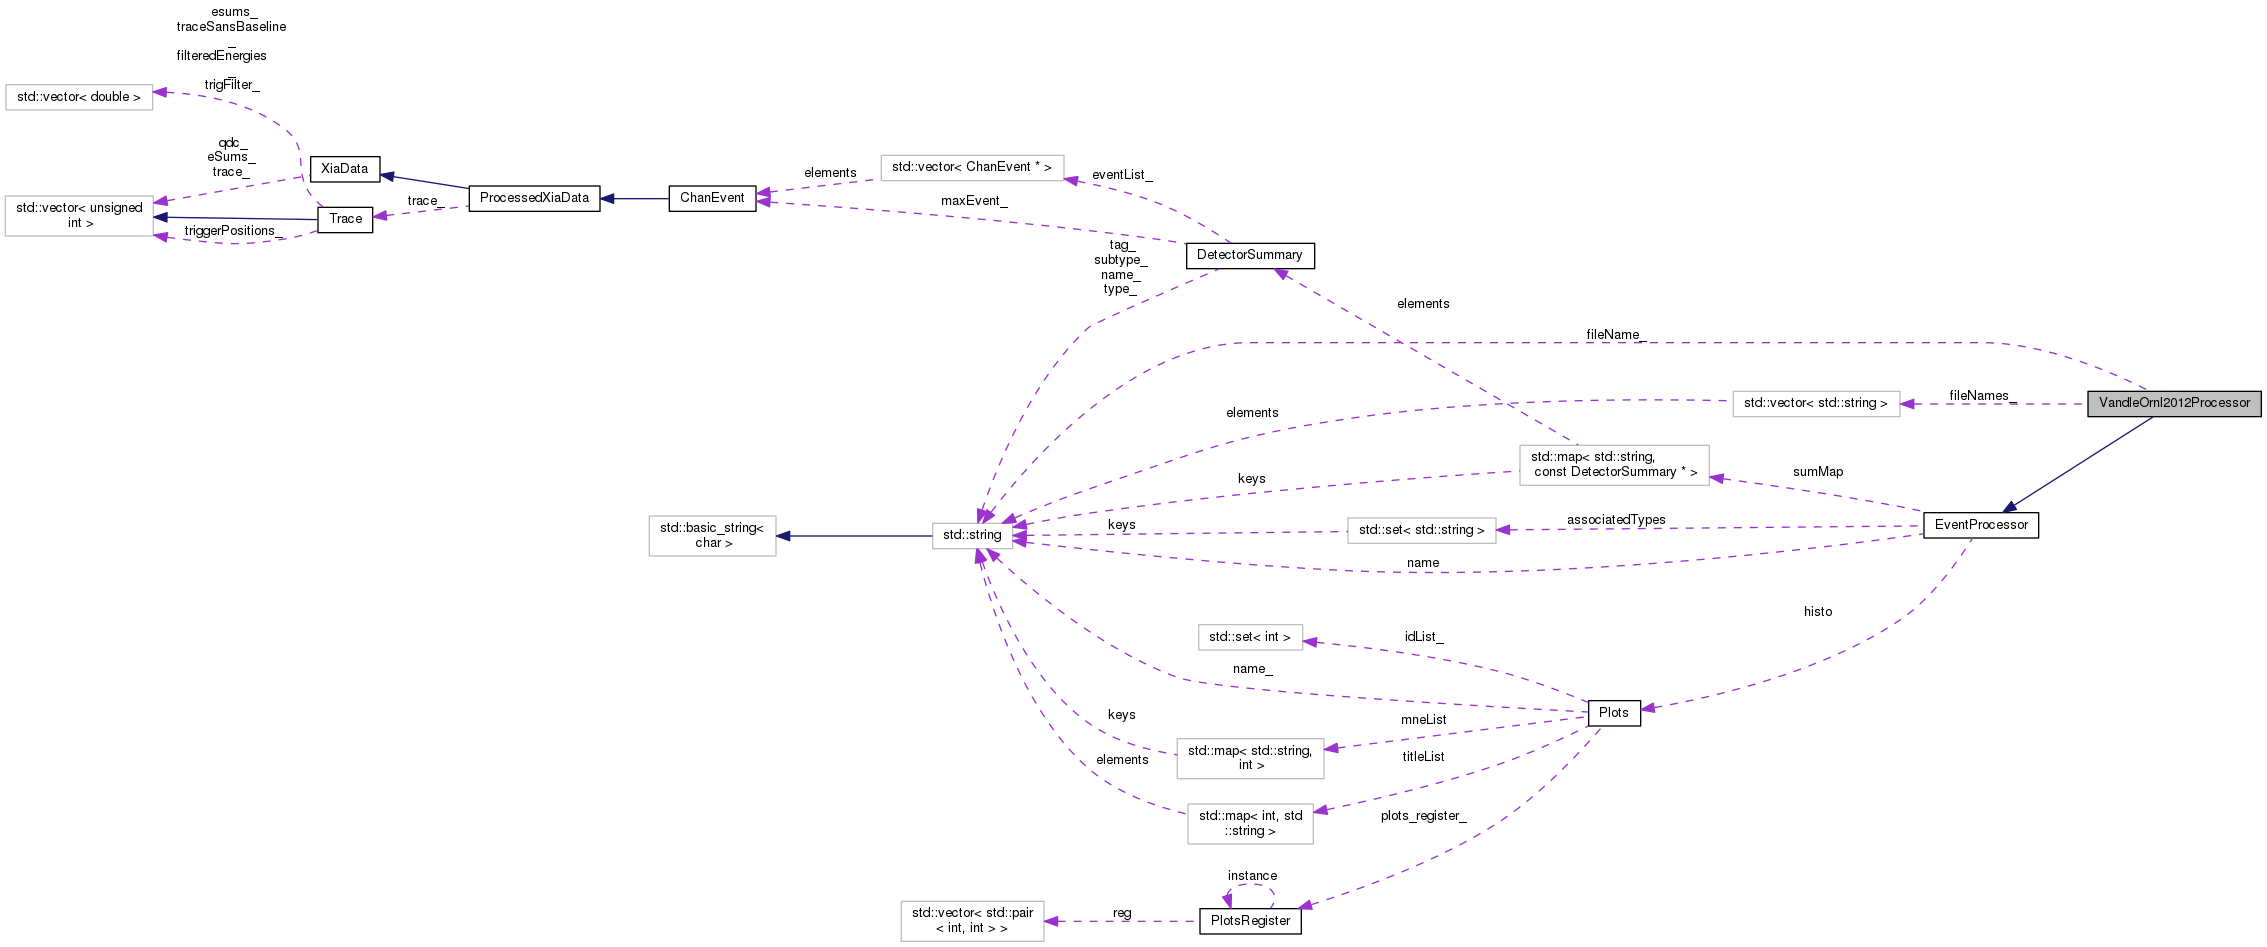 esums_
traceSansBaseline
_
filteredEnergies
_
trigFilter_
std::vector< double >
qdc_
eSums_
trace_
XiaData
std::vector< unsigned
int >
Trace
triggerPositions_
trace_
ProcessedXiaData
ChanEvent
elements
std::vector< ChanEvent * >
eventList_
maxEvent_
DetectorSummary
tag_
subtype_
name_
type_
elements
fileName_
elements
std::vector< std::string >
fileNames_
VandleOrnl2012Processor
std::map< std::string,
const DetectorSummary * >
sumMap
keys
std::basic_string<
char >
std::string
keys
std::set< std::string >
associatedTypes
EventProcessor
name
histo
std::set< int >
idList_
name_
Plots
keys
std::map< std::string,
int >
mneList
elements
titleList
std::map< int, std
::string >
plots_register_
instance
std::vector< std::pair
< int, int > >
reg
PlotsRegister